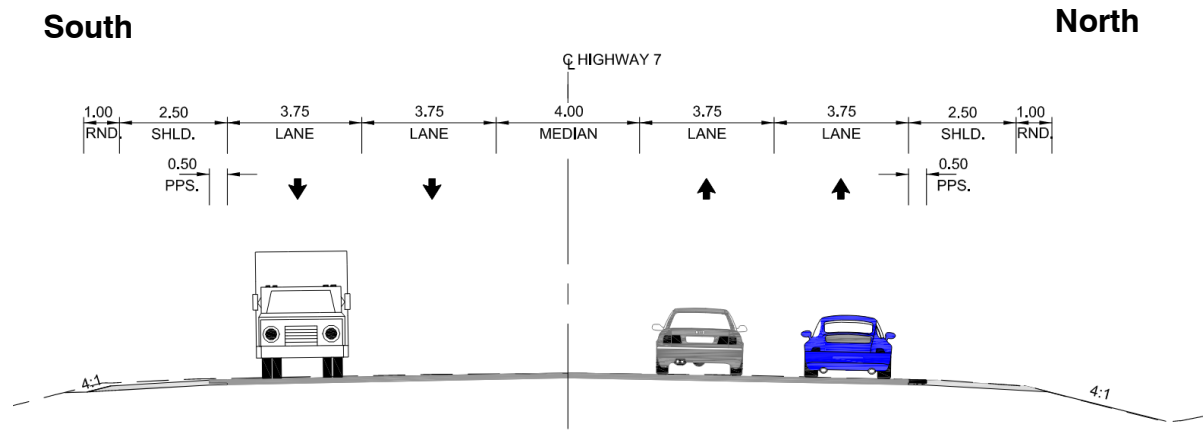 South
North
℄ HIGHWAY 7
1.00 2.50 3.75 3.75 4.00 3.75 3.75 2.50 1.00
RND. SHLD. LANE LANE MEDIAN LANE LANE SHLD. RND.
0.50 0.50
PPS. PPS.
4:1 4:1